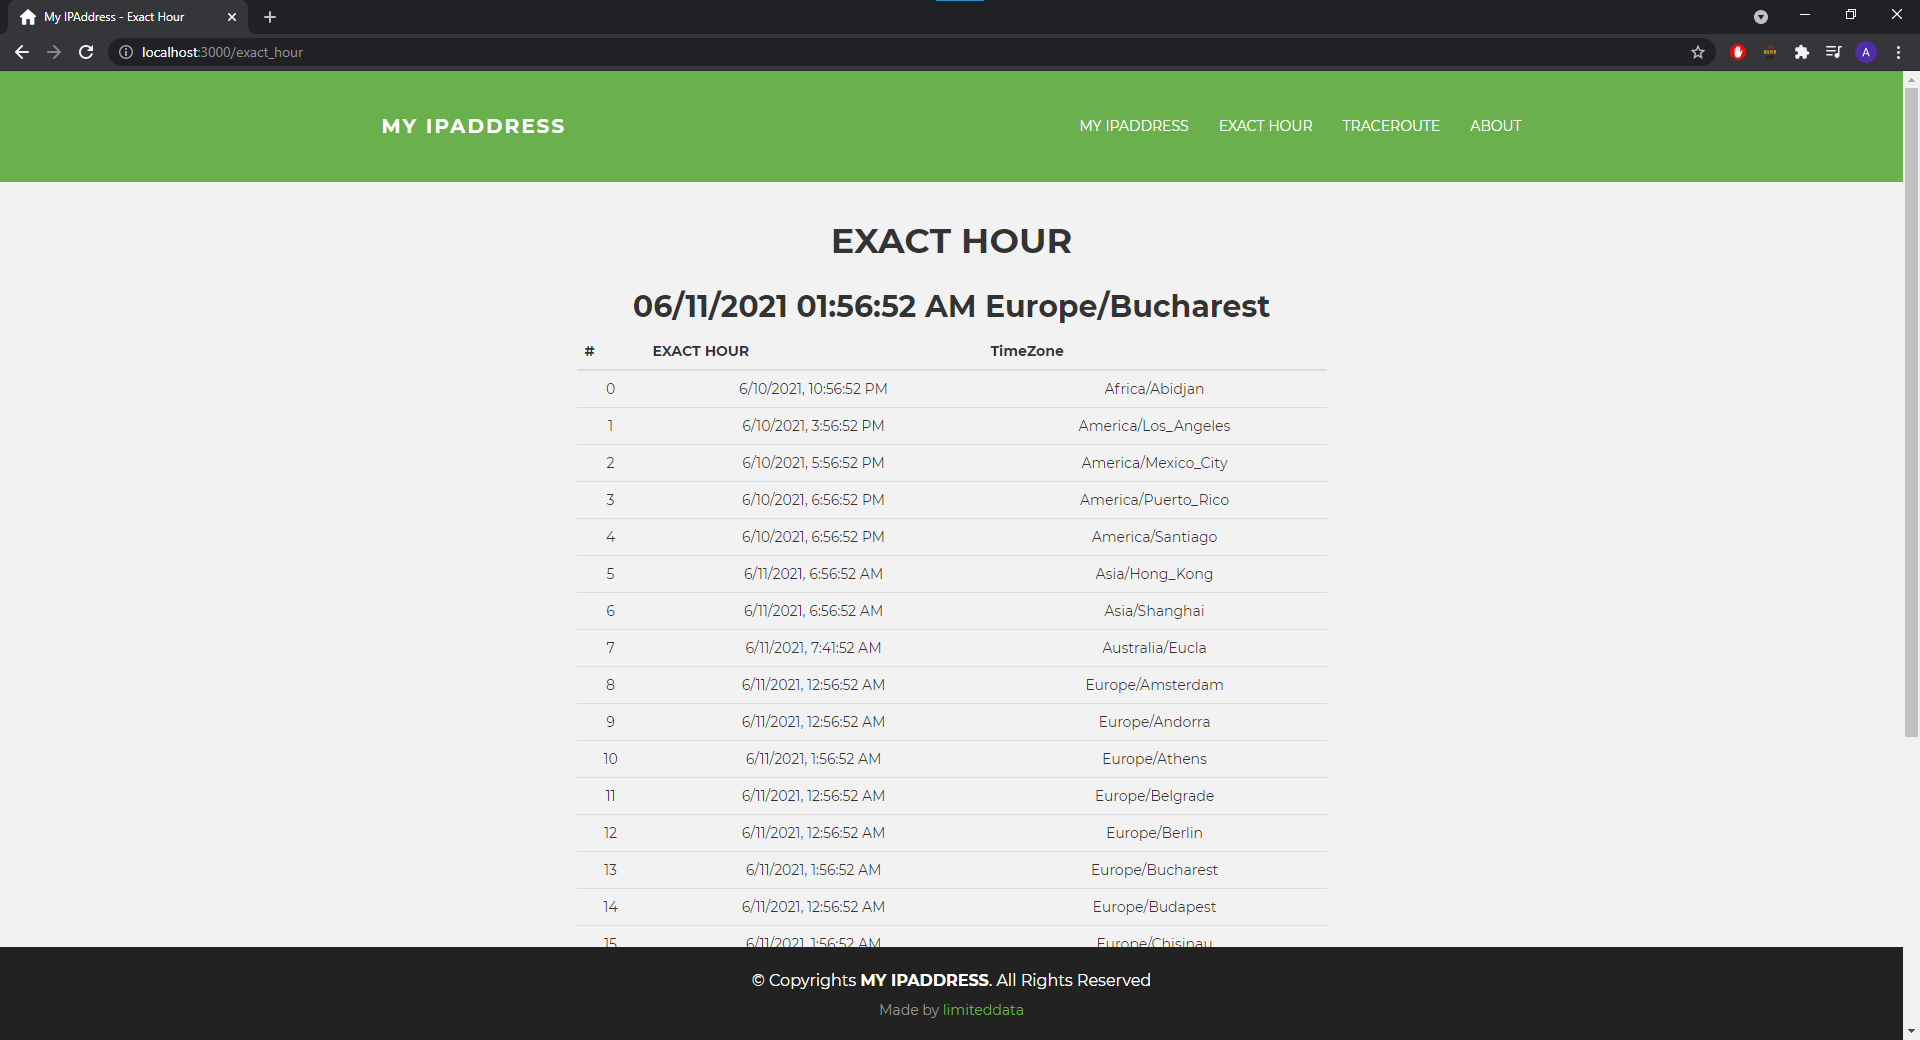 My IPAddress - Exact Hour
localhost:3000/exact_hour
A
MY IPADDRESS
MY IPADDRESS EXACT HOUR TRACEROUTE ABOUT
EXACT HOUR
06/11/2021 01:56:52 AM Europe/Bucharest
# EXACT HOUR TimeZone
0 6/10/2021, 10:56:52 PM Africa/Abidjan
1 6/10/2021, 3:56:52 PM America/Los_Angeles
2 6/10/2021, 5:56:52 PM America/Mexico_City
3 6/10/2021, 6:56:52 PM America/Puerto_Rico
4 6/10/2021, 6:56:52 PM America/Santiago
5 6/11/2021, 6:56:52 AM Asia/Hong_Kong
6 6/11/2021, 6:56:52 AM Asia/Shanghai
7 6/11/2021, 7:41:52 AM Australia/Eucla
8 6/11/2021, 12:56:52 AM Europe/Amsterdam
9 6/11/2021, 12:56:52 AM Europe/Andorra
10 6/11/2021, 1:56:52 AM Europe/Athens
11 6/11/2021, 12:56:52 AM Europe/Belgrade
12 6/11/2021, 12:56:52 AM Europe/Berlin
13 6/11/2021, 1:56:52 AM Europe/Bucharest
14 6/11/2021, 12:56:52 AM Europe/Budapest
15 6/11/2021, 1:56:52 AM Europe/Chisinau
© Copyrights MY IPADDRESS. All Rights Reserved
Made by limiteddata